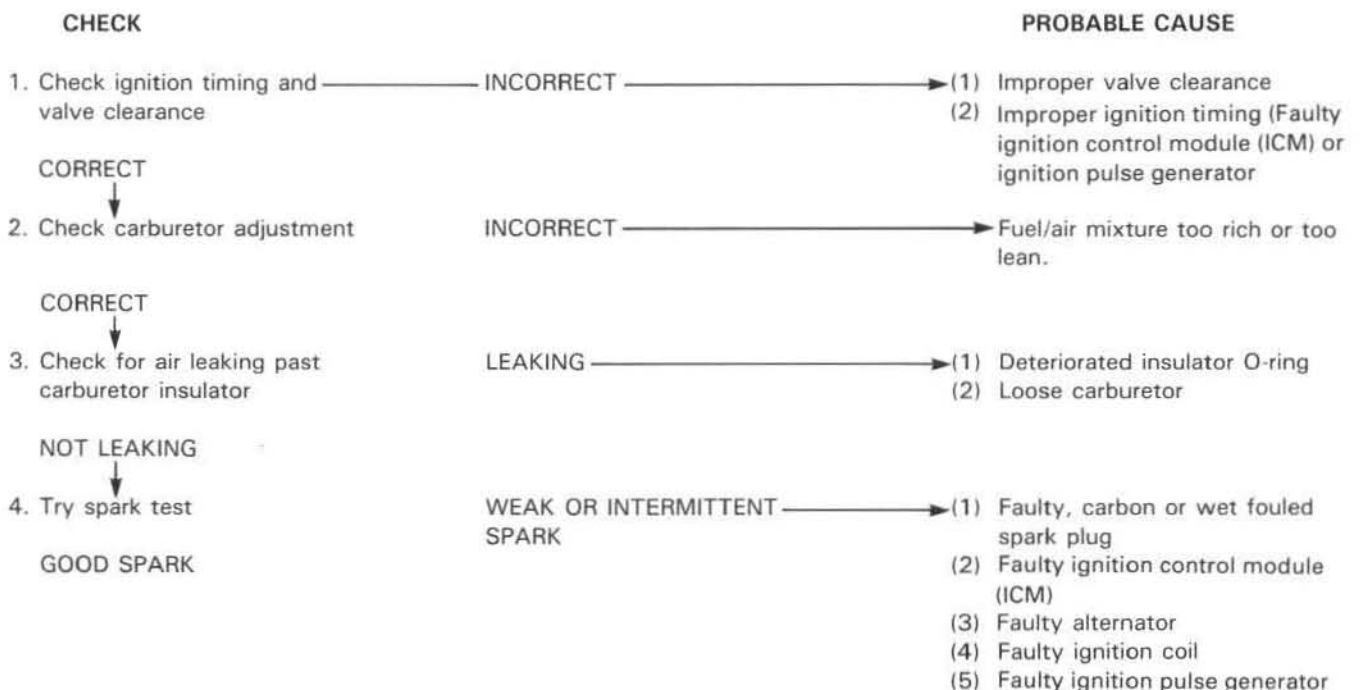 CHECK
PROBABLE CAUSE
1. Check ignition timing and
valve clearance
INCORRECT
(1) Improper valve clearance
(2) Improper ignition timing (Faulty
ignition control module (ICM) or
ignition pulse generator
CORRECT
2. Check carburetor adjustment
INCORRECT
Fuel/air mixture too rich or too
lean.
CORRECT
3. Check for air leaking past
carburetor insulator
LEAKING
(1) Deteriorated insulator O-ring
(2) Loose carburetor
NOT LEAKING
4. Try spark test
WEAK OR INTERMITTENT
SPARK
(1) Faulty, carbon or wet fouled
spark plug
(2) Faulty ignition control module
(ICM)
(3) Faulty alternator
(4) Faulty ignition coil
(5) Faulty ignition pulse generator
GOOD SPARK